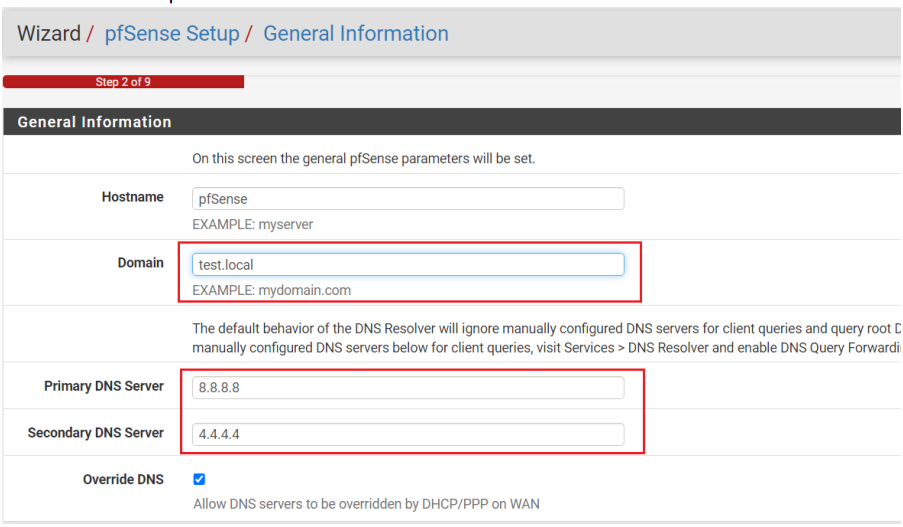 Wizard / pfSense Setup / General Information
Step 2 of 9
General Information
On this screen the general pfSense parameters will be set.
Hostname
pfSense
EXAMPLE: myserver
Domain
test.local
EXAMPLE: mydomain.com
The default behavior of the DNS Resolver will ignore manually configured DNS servers for client queries and query root
manually configured DNS servers below for client queries, visit Services > DNS Resolver and enable DNS Query
Primary DNS Server
8.8.8.8
Secondary DNS Server
4.4.4.4
Override DNS
Allow DNS servers to be overridden by DHCP/PPP on WAN